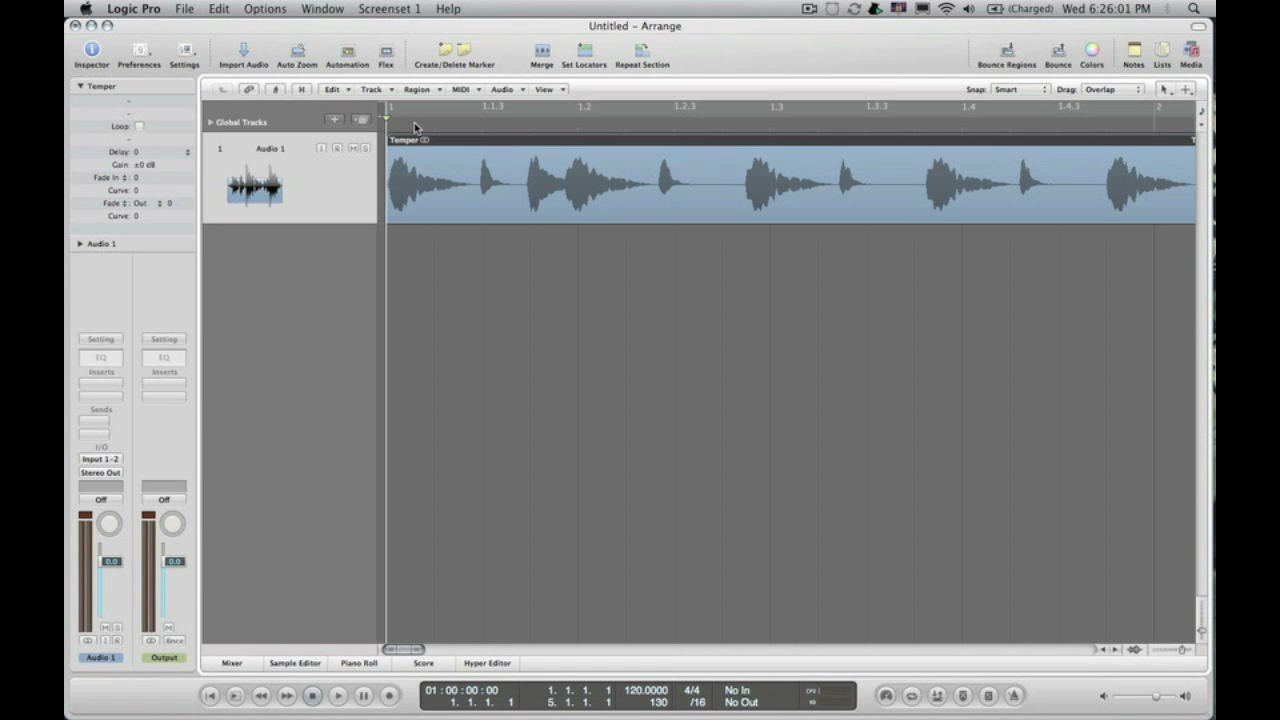 Logic Pro File Edit Options Window Screenset 1 Help (Charged) Wed 6:26:01 PM
Untitled – Arrange
Inspector Preferences Settings Import Audio Auto Zoom Automation Flex Create/Delete Marker Merge Set Locators Repeat Section Bounce Regions Bounce Colors Notes Lists Media
Temper
H Edit Track Region MIDI Audio View Snap: Smart Drag: Overlap
-
-
Loop:
-
Delay: 0
Gain: ±0 dB
Fade In : 0
Curve: 0
Fade : Out 0
Curve: 0
Audio 1
1 1.1.3 1.2 1.2.3 1.3 1.3.3 1.4 1.4.3 2
Global Tracks
Temper
1 Audio 1 I R M S
Setting Setting
EQ EQ
Inserts Inserts
Sends
I/O
Input 1-2
Stereo Out
Off Off
0.0 0.0
M S M
I R Bnce
Audio 1 Output
Mixer Sample Editor Piano Roll Score Hyper Editor
01:00:00:00 1. 1. 1. 1 120.0000 4/4 No In CPU
1. 1. 1. 1 5. 1. 1. 1 130 /16 No Out HD